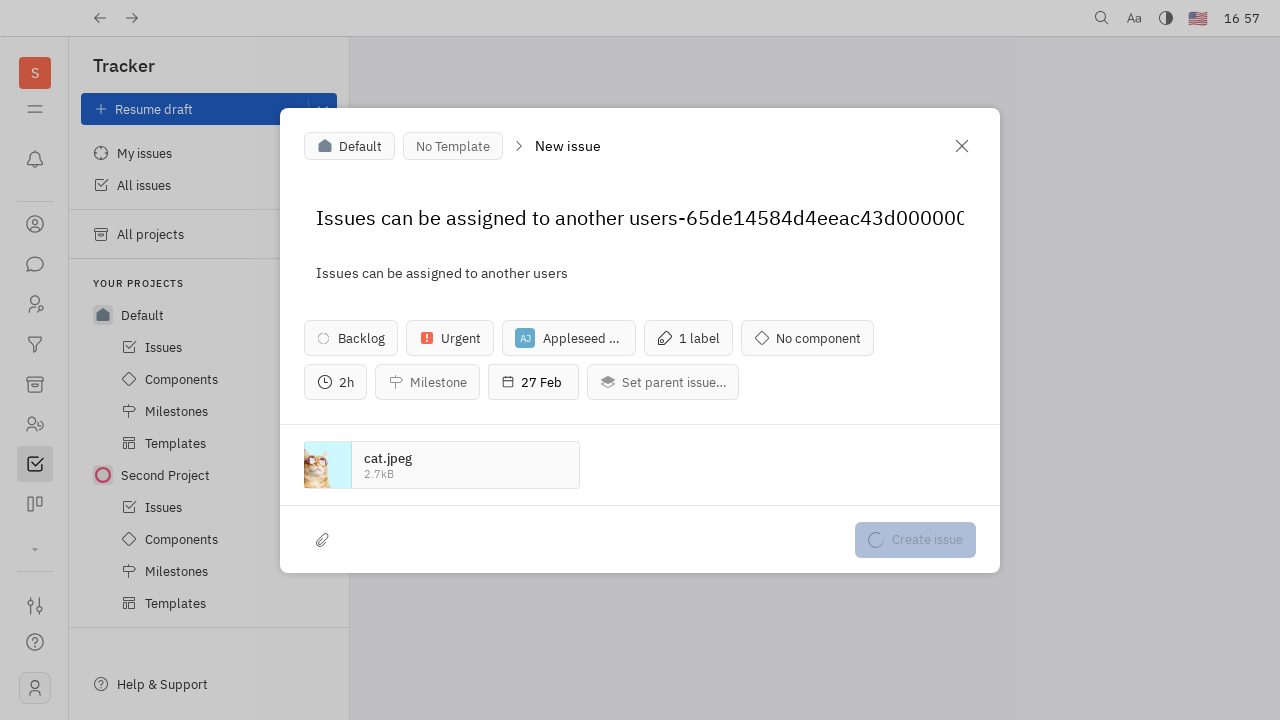 Aa
16 57
S
Tracker
Resume draft
My issues
All issues
All projects
YOUR PROJECTS
Default
Issues
Components
Milestones
Templates
Second Project
Issues
Components
Milestones
Templates
Help & Support
Default
No Template
New issue
Issues can be assigned to another users-65de14584d4eeac43d000000
Issues can be assigned to another users
Backlog
Urgent
AJ Appleseed ...
1 label
No component
2h
Milestone
27 Feb
Set parent issue...
cat.jpeg
2.7kB
Create issue